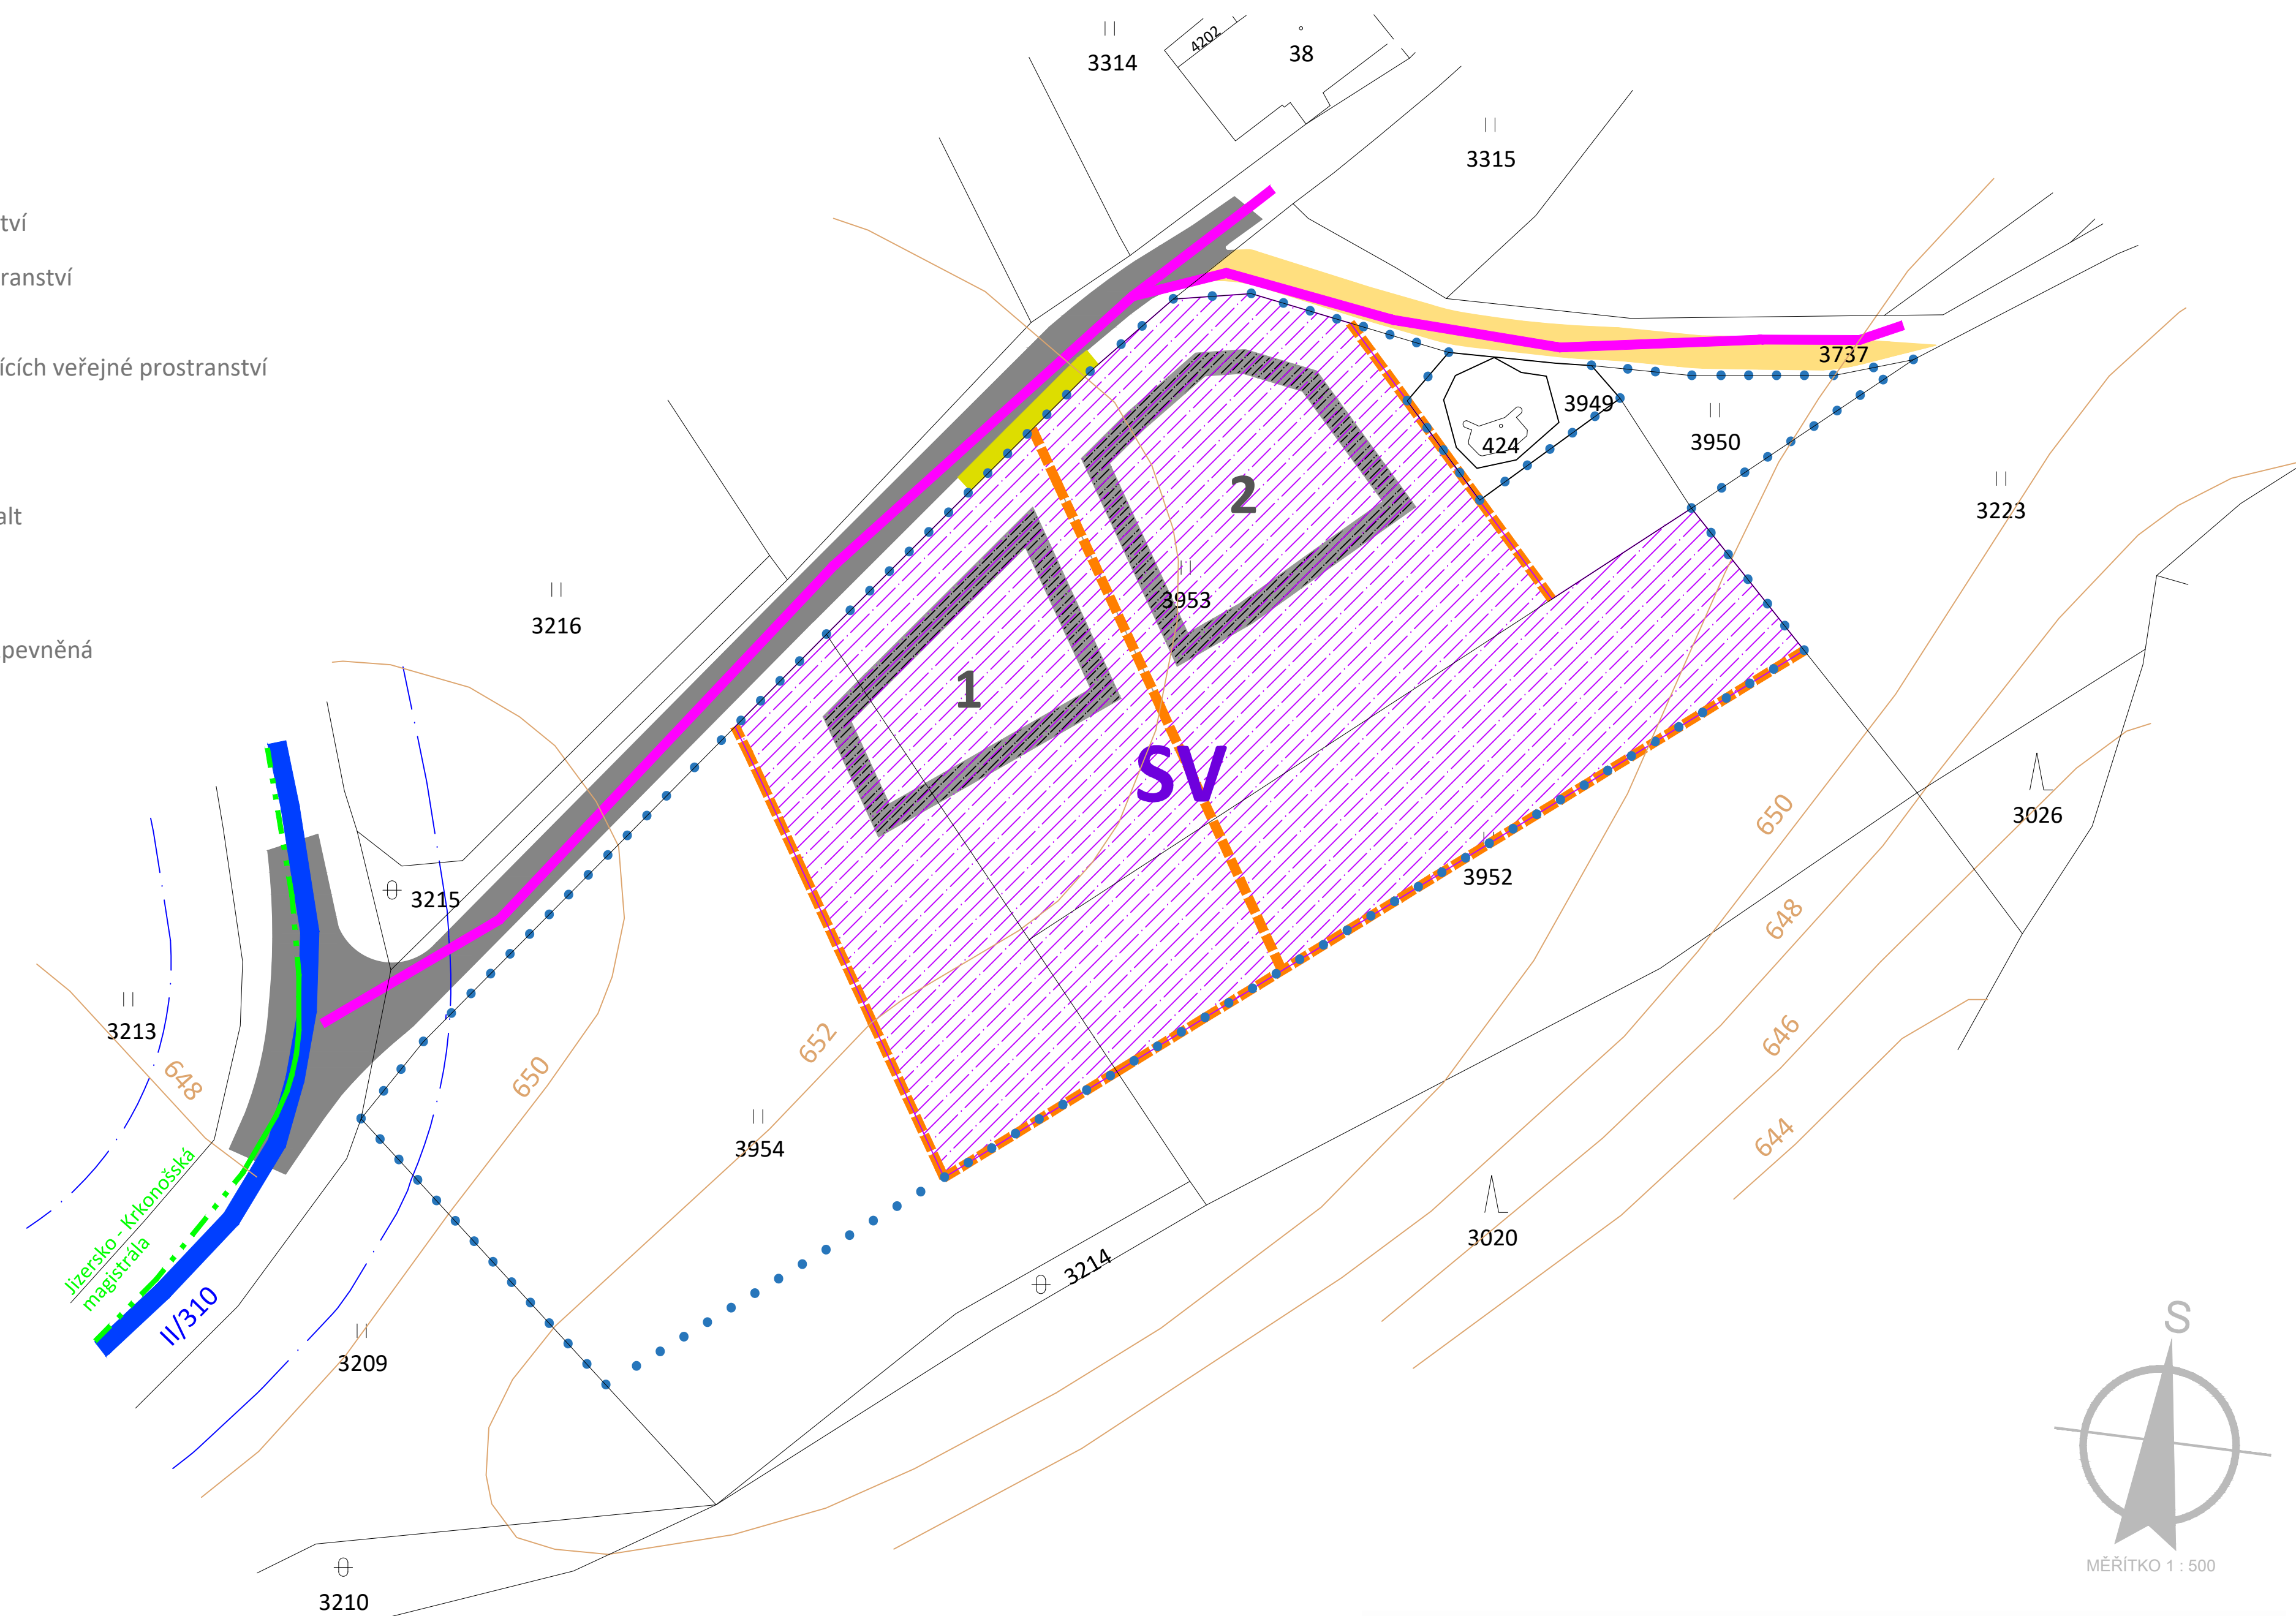 4202
38
3314
3315
tví
ranství
ících veřejné prostranství
3737
3949
424
3950
3223
alt
2
3953
3216
pevněná
1
SV
650
3026
3952
3215
648
3213
652
646
648
650
3954
644
Jizersko - Krkonošská
magistrála
3020
3214
II/310
3209
S
MĚŘÍTKO 1 : 500
3210